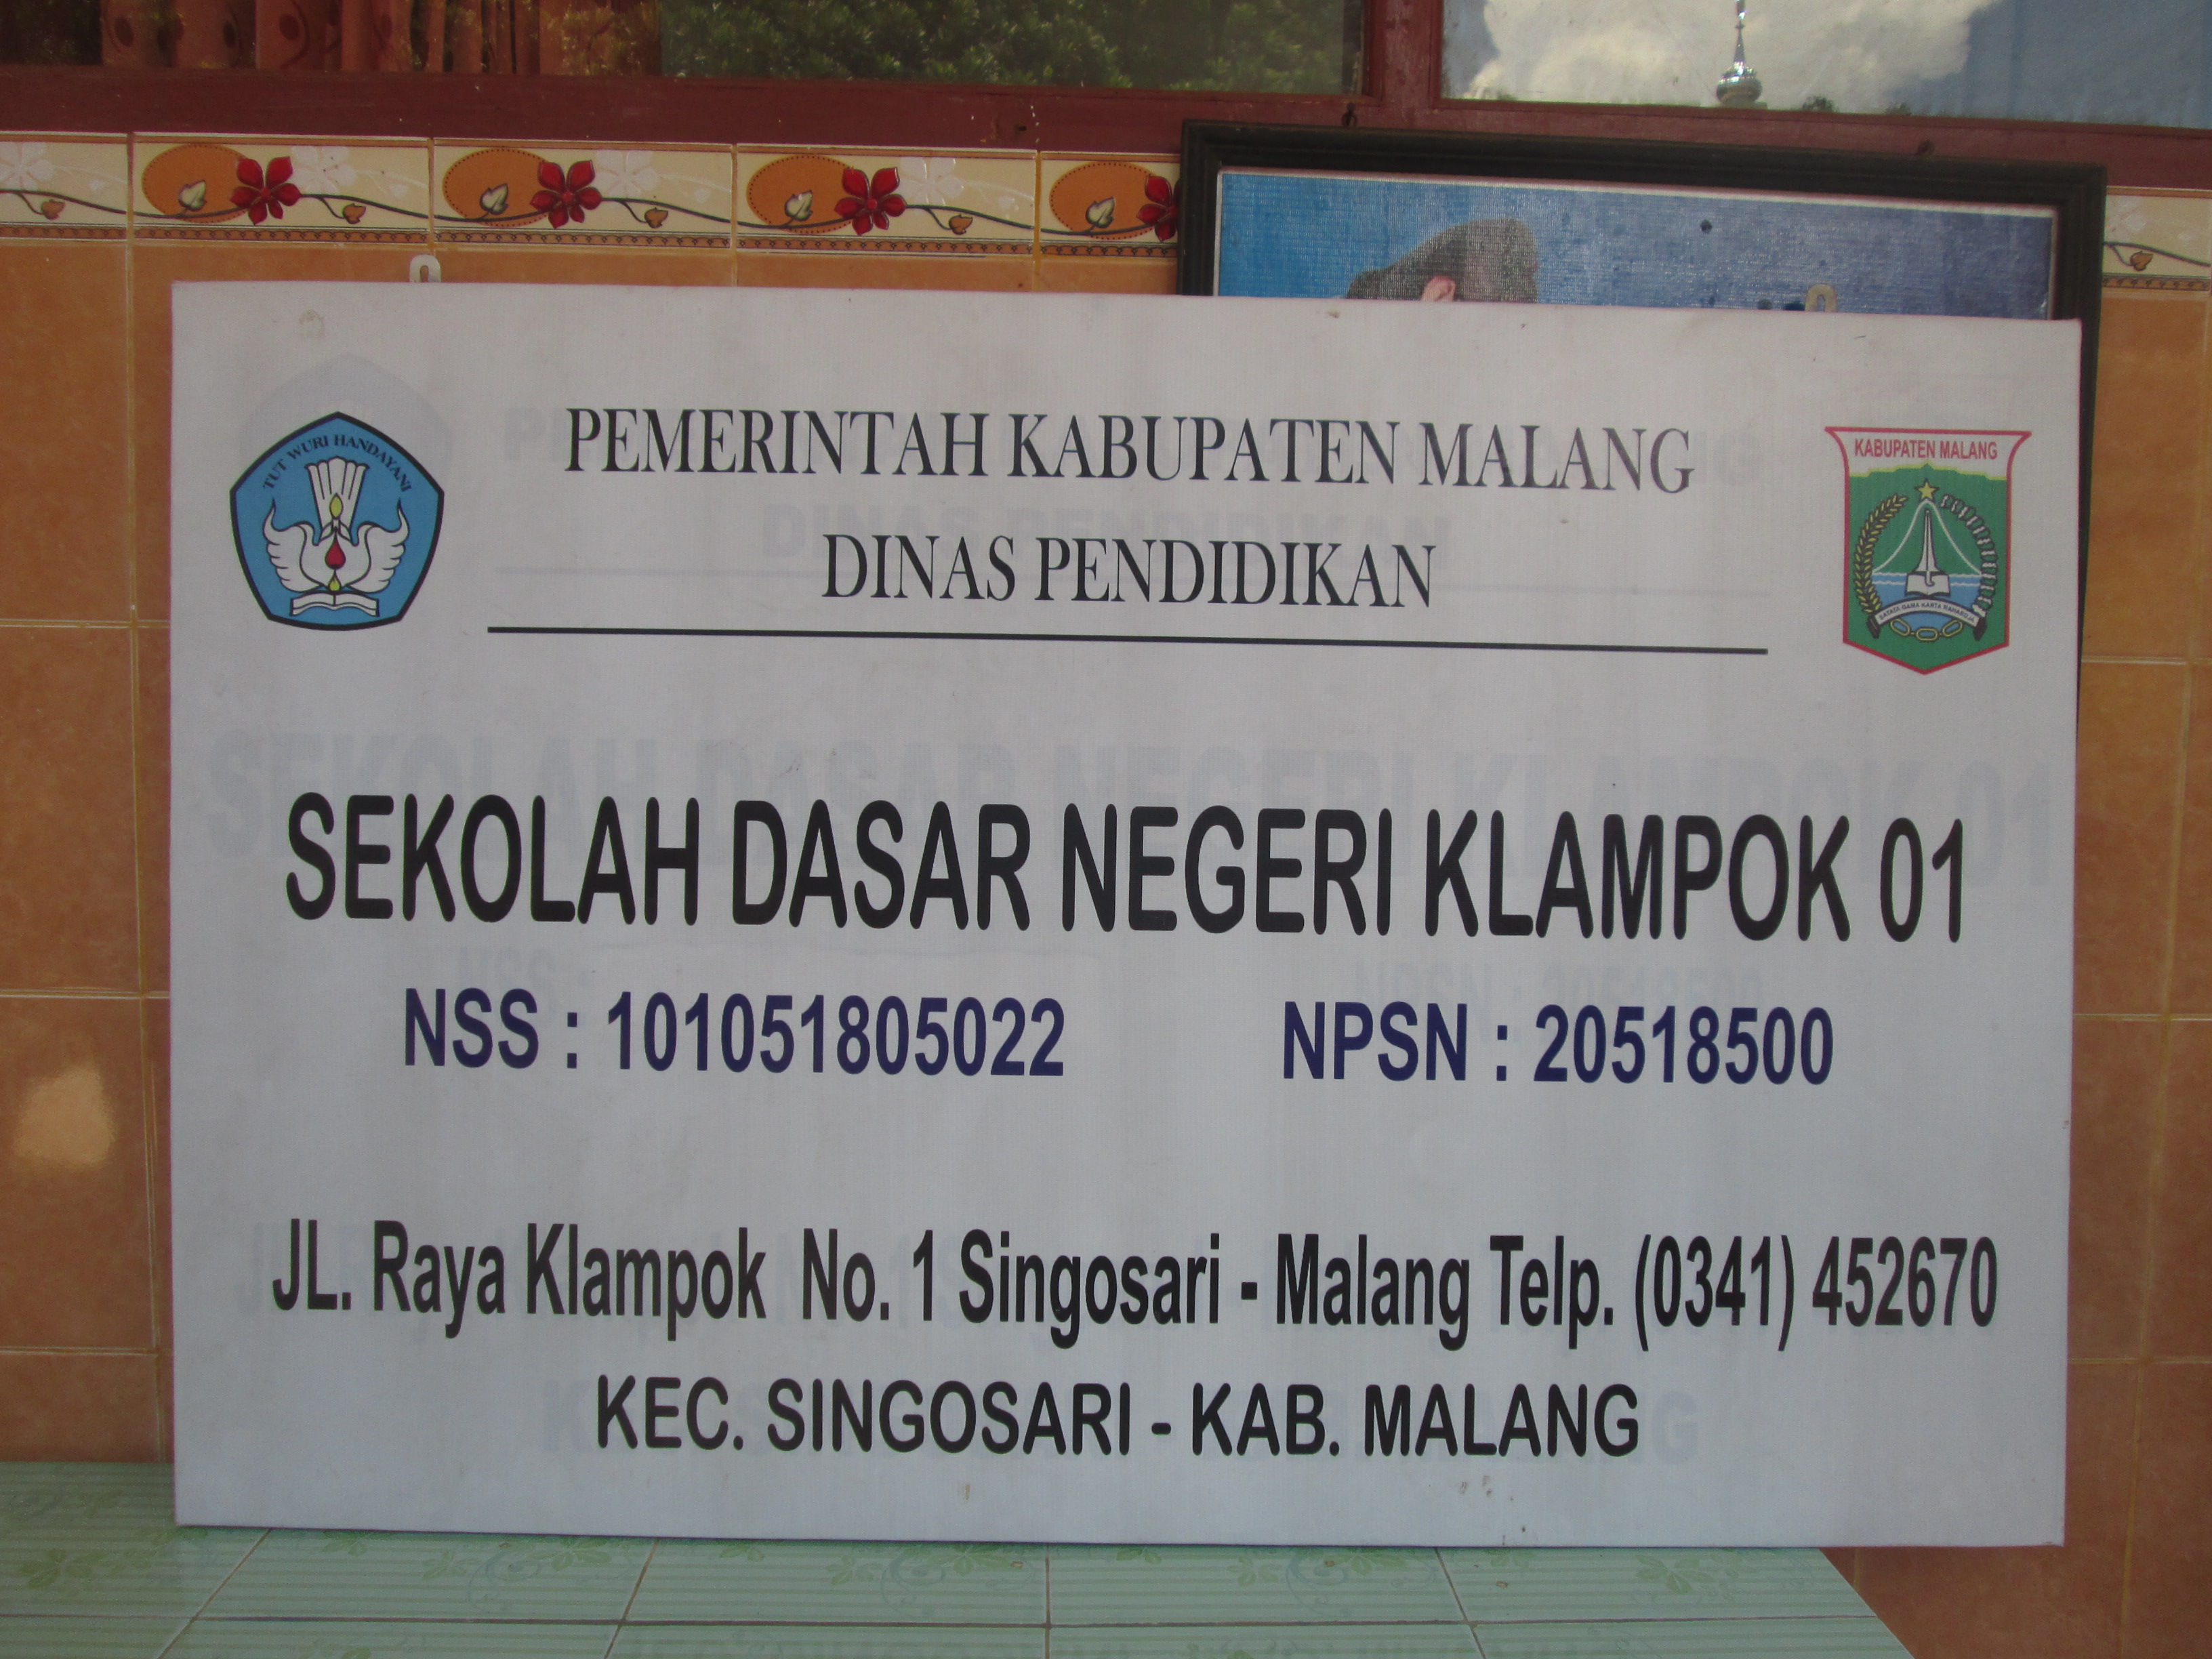 TUT WURI HANDAYANI
PEMERINTAH KABUPATEN MALANG
DINAS PENDIDIKAN
KABUPATEN MALANG
SEKOLAH DASAR NEGERI KLAMPOK 01
NSS : 101051805022 NPSN : 20518500
JL. Raya Klampok No. 1 Singosari - Malang Telp. (0341) 452670
KEC. SINGOSARI - KAB. MALANG